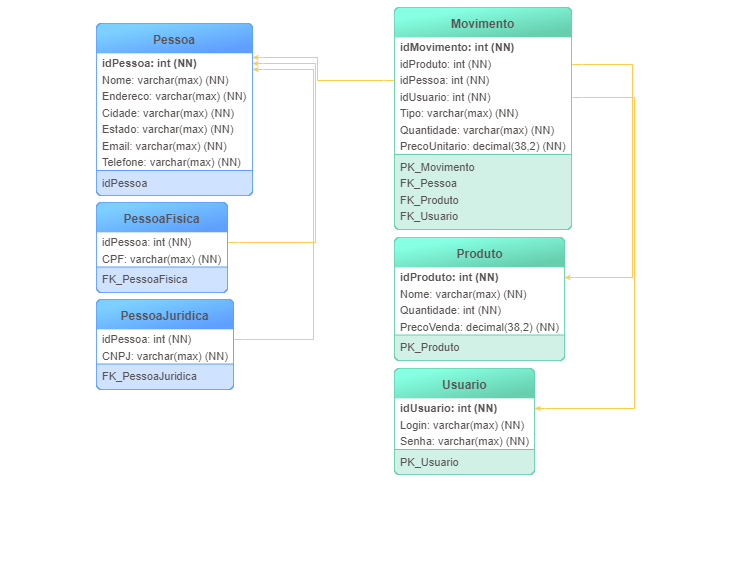 Pessoa
idPessoa: int (NN)
Nome: varchar(max) (NN)
Endereco: varchar(max) (NN)
Cidade: varchar(max) (NN)
Estado: varchar(max) (NN)
Email: varchar(max) (NN)
Telefone: varchar(max) (NN)
idPessoa
PessoaFisica
idPessoa: int (NN)
CPF: varchar(max) (NN)
FK_PessoaFisica
PessoaJuridica
idPessoa: int (NN)
CNPJ: varchar(max) (NN)
FK_PessoaJuridica
Movimento
idMovimento: int (NN)
idProduto: int (NN)
idPessoa: int (NN)
idUsuario: int (NN)
Tipo: varchar(max) (NN)
Quantidade: varchar(max) (NN)
PrecoUnitario: decimal(38,2) (NN)
PK_Movimento
FK_Pessoa
FK_Produto
FK_Usuario
Produto
idProduto: int (NN)
Nome: varchar(max) (NN)
Quantidade: int (NN)
PrecoVenda: decimal(38,2) (NN)
PK_Produto
Usuario
idUsuario: int (NN)
Login: varchar(max) (NN)
Senha: varchar(max) (NN)
PK_Usuario